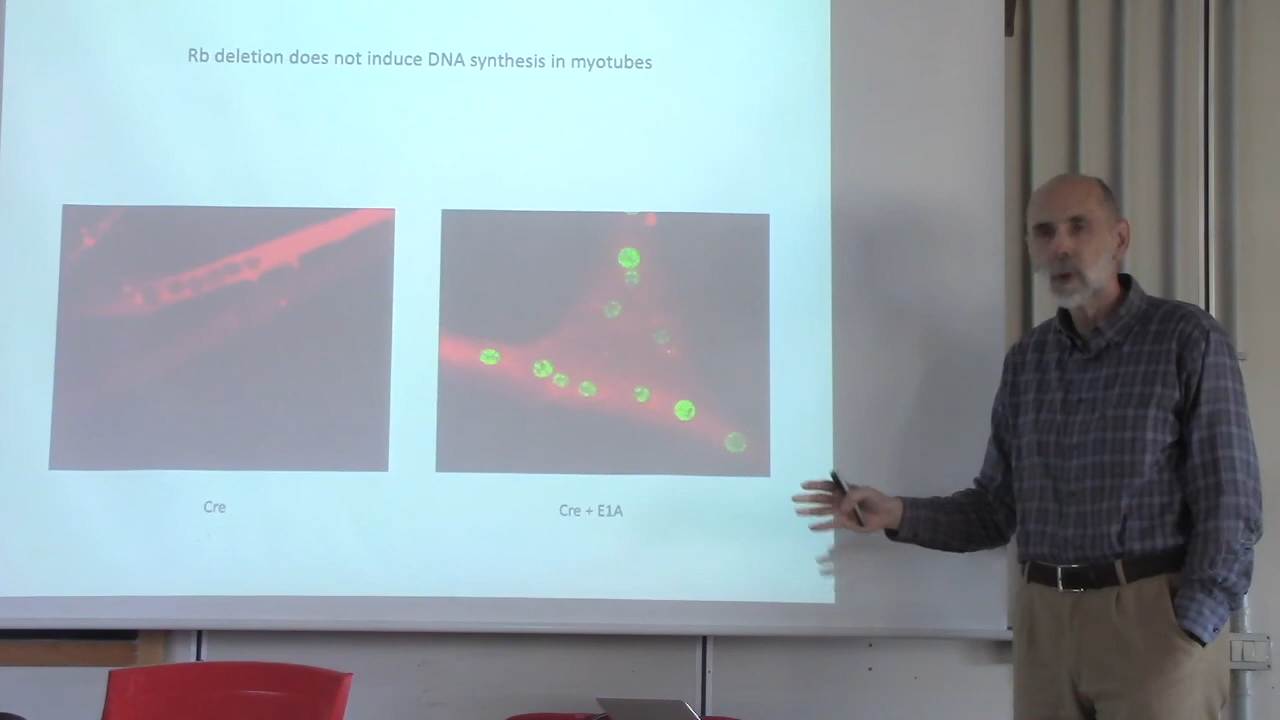 Rb deletion does not induce DNA synthesis in myotubes
Cre
Cre + E1A